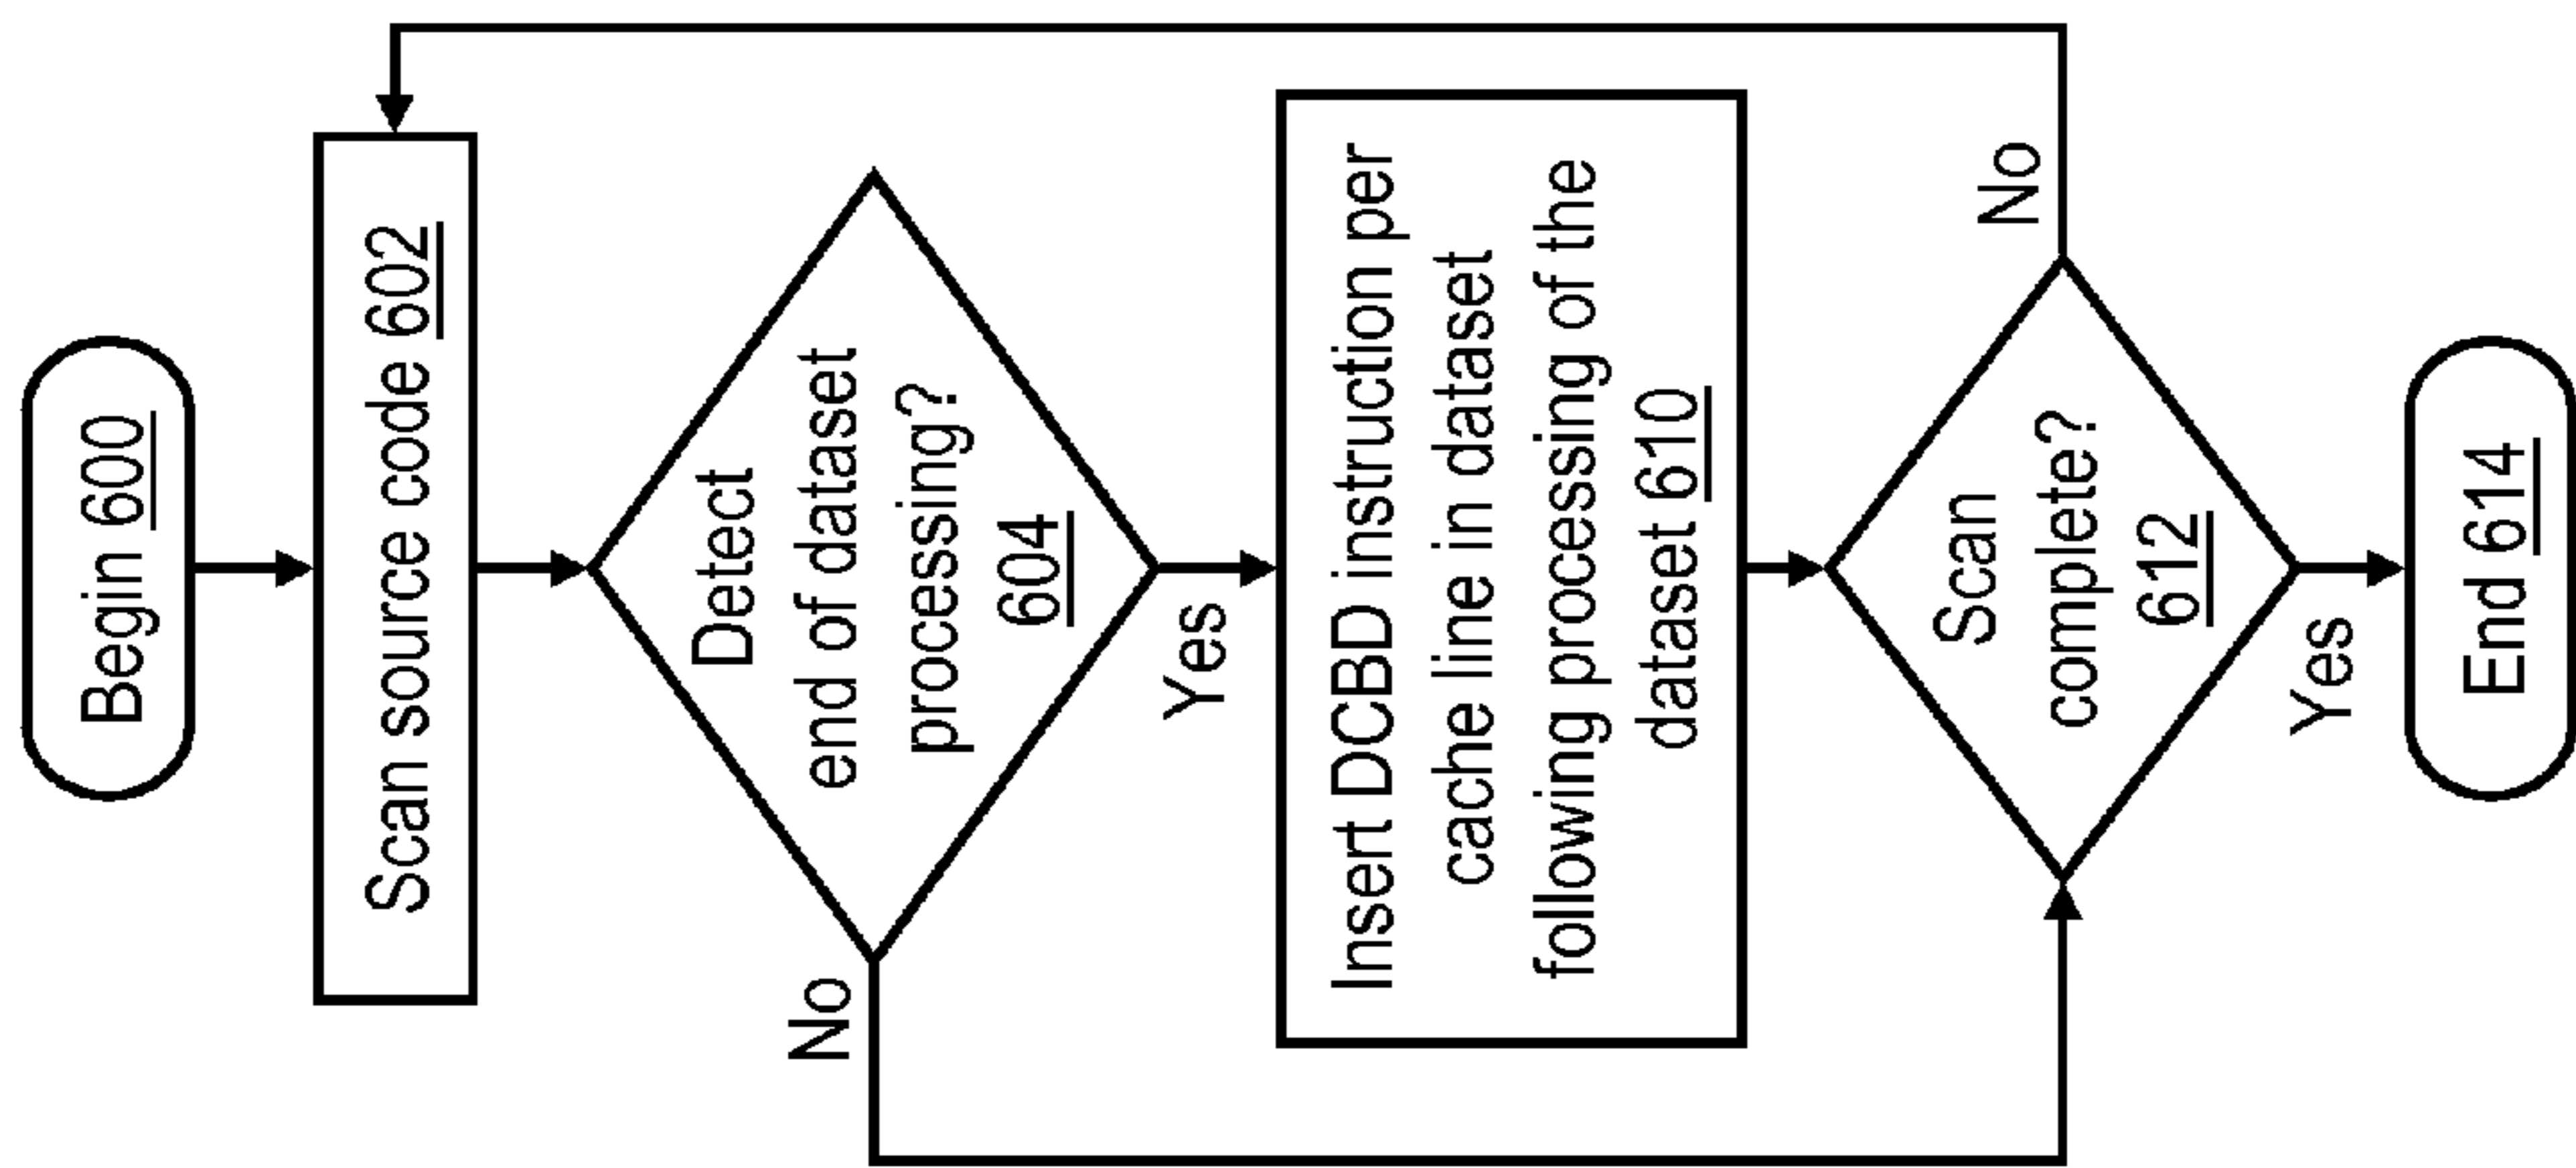 Begin 600
Scan source code 602
Detect
end of dataset
processing?
604
No
Yes
Insert DCBD instruction per
cache line in dataset
following processing of the
dataset 610
Scan
complete?
612
No
Yes
End 614